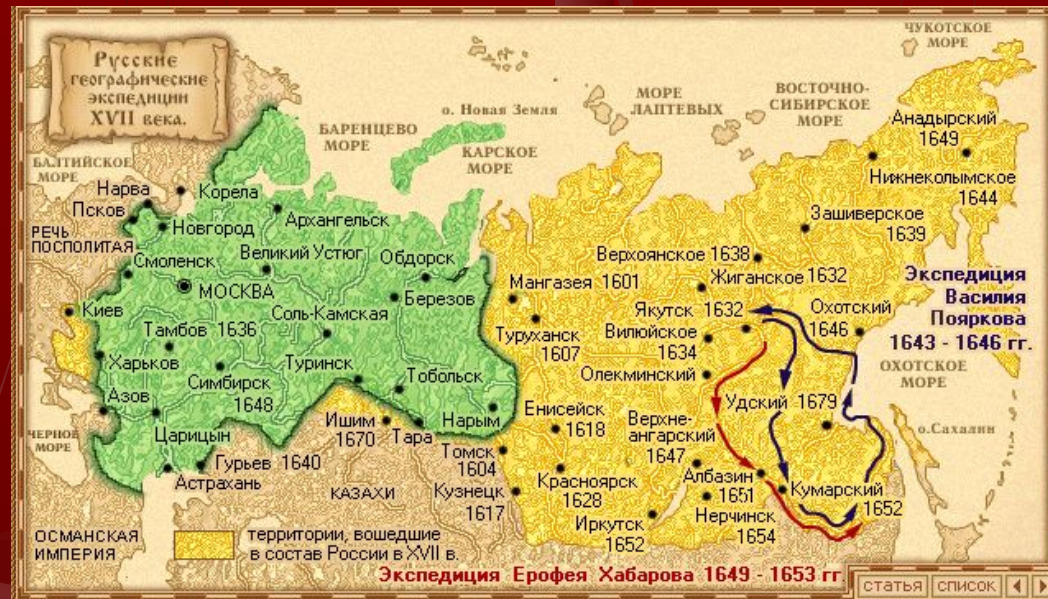 Русские
географические
экспедиции
XVII века.
ЧУКОТСКОЕ
МОРЕ
МОРЕ
ЛАПТЕВЫХ
ВОСТОЧНО-
СИБИРСКОЕ
МОРЕ
о. Новая Земля
БАРЕНЦЕВО
МОРЕ
КАРСКОЕ
МОРЕ
Анадырский
1649
БАЛТИЙСКОЕ
МОРЕ
Нижнеколымское
1644
Нарва
Корела
Псков
Архангельск
Зашиверское
1639
Новгород
РЕЧЬ
ПОСПОЛИТАЯ
Великий Устюг
Обдорск
Верхоянское 1638
Смоленск
Жиганское 1632
МОСКВА
Березов
Мангазея 1601
Экспедиция
Василия
Пояркова
1643 - 1646 гг.
Киев
Соль-Камская
Якутск 1632
Охотский
1646
Тамбов 1636
Туруханск
1607
Вилюйское
1634
Харьков
Туринск
Тобольск
Олекминский
ОХОТСКОЕ
МОРЕ
Симбирск
1648
Азов
Нарым
Удский 1679
Ишим
1670
Тара
Енисейск
1618
Верхне-
ангарский
1647
о.Сахалин
ЧЕРНОЕ
МОРЕ
Царицын
Томск
1604
Гурьев 1640
Астрахань
КАЗАХИ
Кузнецк
1617
Красноярск
1628
Албазин
1651
Кумарский
1652
Нерчинск
1654
Иркутск
1652
ОСМАНСКАЯ
ИМПЕРИЯ
территории, вошедшие
в состав России в XVII в.
Экспедиция Ерофея Хабарова 1649 - 1653 гг.
статья
список